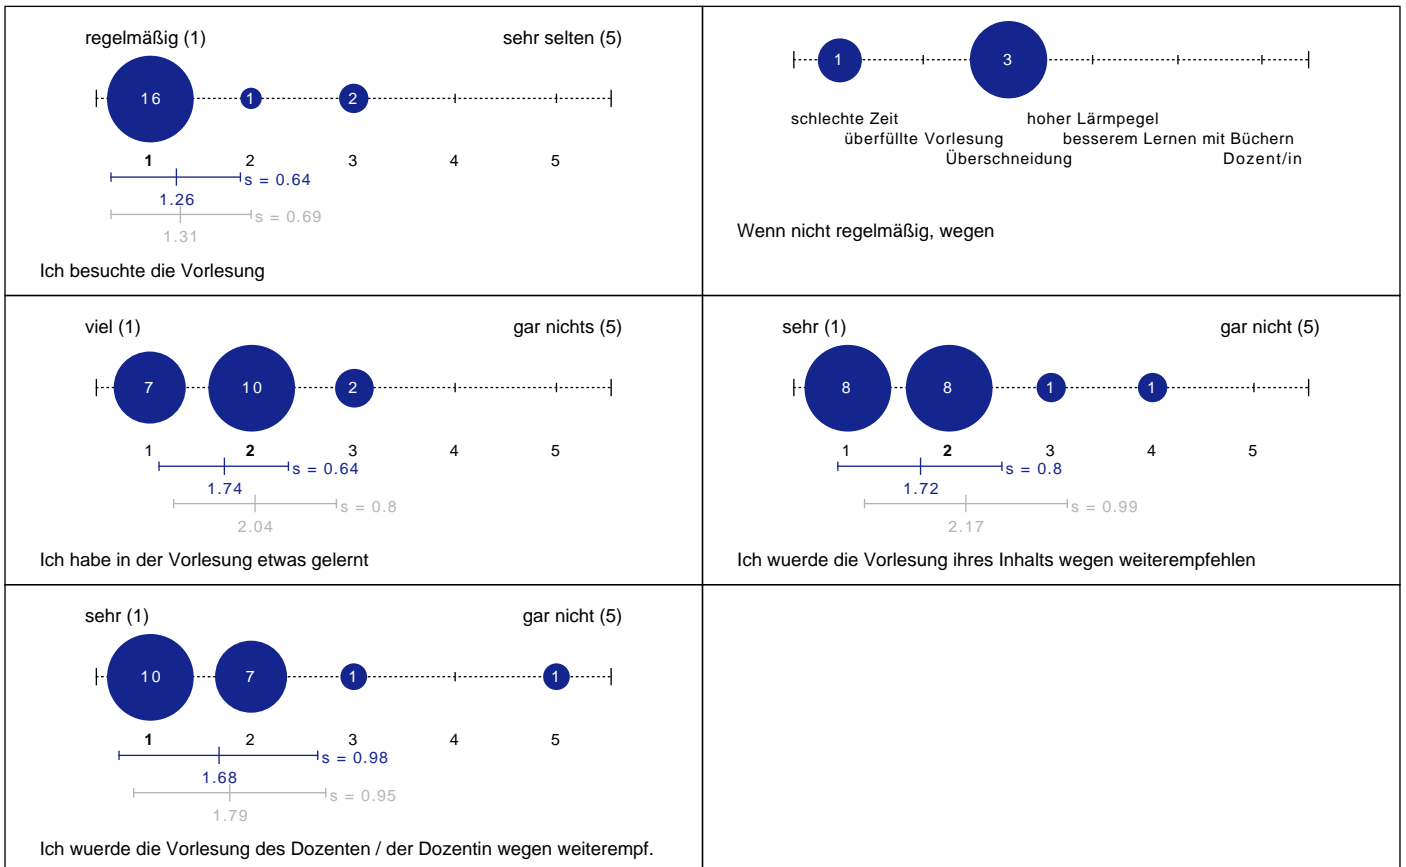 regelmäßig (1) sehr selten (5)
16 1 2
1 2 3 4 5
s = 0.64
1.26
s = 0.69
1.31
Ich besuchte die Vorlesung
1 3
schlechte Zeit hoher Lärmpegel
überfüllte Vorlesung besserem Lernen mit Büchern
Überschneidung Dozent/in
Wenn nicht regelmäßig, wegen
viel (1) gar nichts (5)
7 10 2
1 2 3 4 5
s = 0.64
1.74
s = 0.8
2.04
Ich habe in der Vorlesung etwas gelernt
sehr (1) gar nicht (5)
8 8 1 1
1 2 3 4 5
s = 0.8
1.72
s = 0.99
2.17
Ich wuerde die Vorlesung ihres Inhalts wegen weiterempfehlen
sehr (1) gar nicht (5)
10 7 1 1
1 2 3 4 5
s = 0.98
1.68
s = 0.95
1.79
Ich wuerde die Vorlesung des Dozenten / der Dozentin wegen weiterempf.